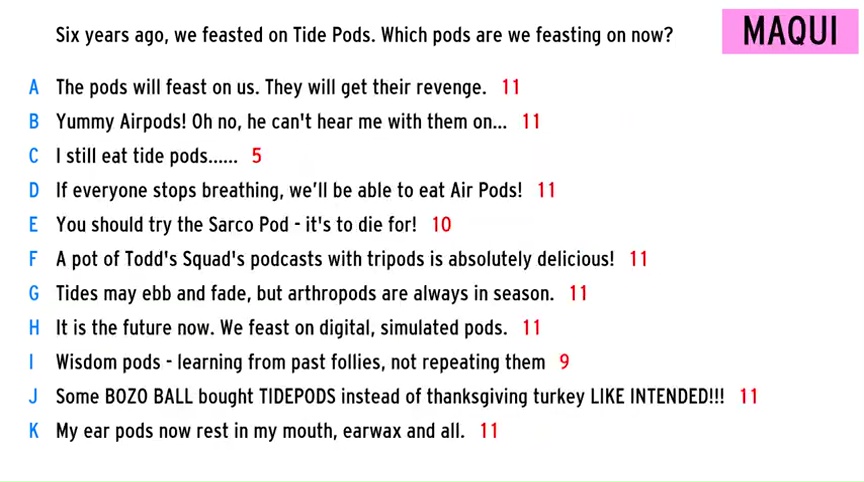 Six years ago, we feasted on Tide Pods. Which pods are we feasting on now?
MAQUI
A The pods will feast on us. They will get their revenge. 11
B Yummy Airpods! Oh no, he can't hear me with them on... 11
C I still eat tide pods...... 5
D If everyone stops breathing, we'll be able to eat Air Pods! 11
E You should try the Sarco Pod - it's to die for! 10
F A pot of Todd's Squad's podcasts with tripods is absolutely delicious! 11
G Tides may ebb and fade, but arthropods are always in season. 11
H It is the future now. We feast on digital, simulated pods. 11
I Wisdom pods - learning from past follies, not repeating them 9
J Some BOZO BALL bought TIDEPODS instead of thanksgiving turkey LIKE INTENDED!!! 11
K My ear pods now rest in my mouth, earwax and all. 11